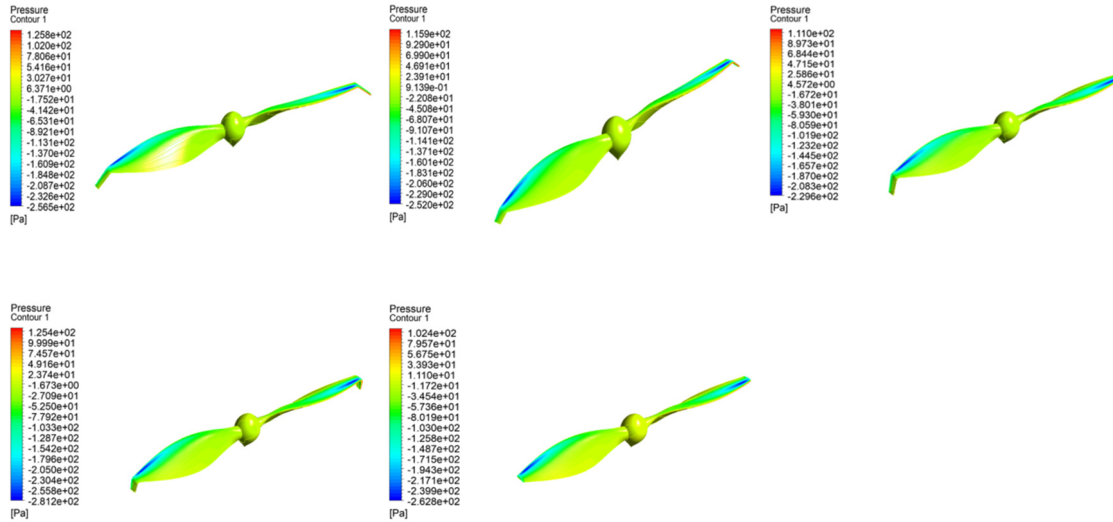 Pressure
Contour 1
1.258e+02
1.020e+02
7.806e+01
5.416e+01
3.027e+01
6.371e+00
-1.752e+01
-4.142e+01
-6.531e+01
-8.921e+01
-1.131e+02
-1.370e+02
-1.609e+02
-1.848e+02
-2.087e+02
-2.326e+02
-2.565e+02
[Pa]
Pressure
Contour 1
1.159e+02
9.290e+01
6.990e+01
4.691e+01
2.391e+01
9.139e-01
-2.208e+01
-4.508e+01
-6.807e+01
-9.107e+01
-1.141e+02
-1.371e+02
-1.601e+02
-1.831e+02
-2.060e+02
-2.290e+02
-2.520e+02
[Pa]
Pressure
Contour 1
1.110e+02
8.973e+01
6.844e+01
4.715e+01
2.586e+01
4.572e+00
-1.672e+01
-3.801e+01
-5.930e+01
-8.059e+01
-1.019e+02
-1.232e+02
-1.445e+02
-1.657e+02
-1.870e+02
-2.083e+02
-2.296e+02
[Pa]
Pressure
Contour 1
1.254e+02
9.999e+01
7.457e+01
4.916e+01
2.374e+01
-1.673e+00
-2.709e+01
-5.250e+01
-7.792e+01
-1.033e+02
-1.287e+02
-1.542e+02
-1.796e+02
-2.050e+02
-2.304e+02
-2.558e+02
-2.812e+02
[Pa]
Pressure
Contour 1
1.024e+02
7.957e+01
5.675e+01
3.393e+01
1.110e+01
-1.172e+01
-3.454e+01
-5.736e+01
-8.019e+01
-1.030e+02
-1.258e+02
-1.487e+02
-1.715e+02
-1.943e+02
-2.171e+02
-2.399e+02
-2.628e+02
[Pa]